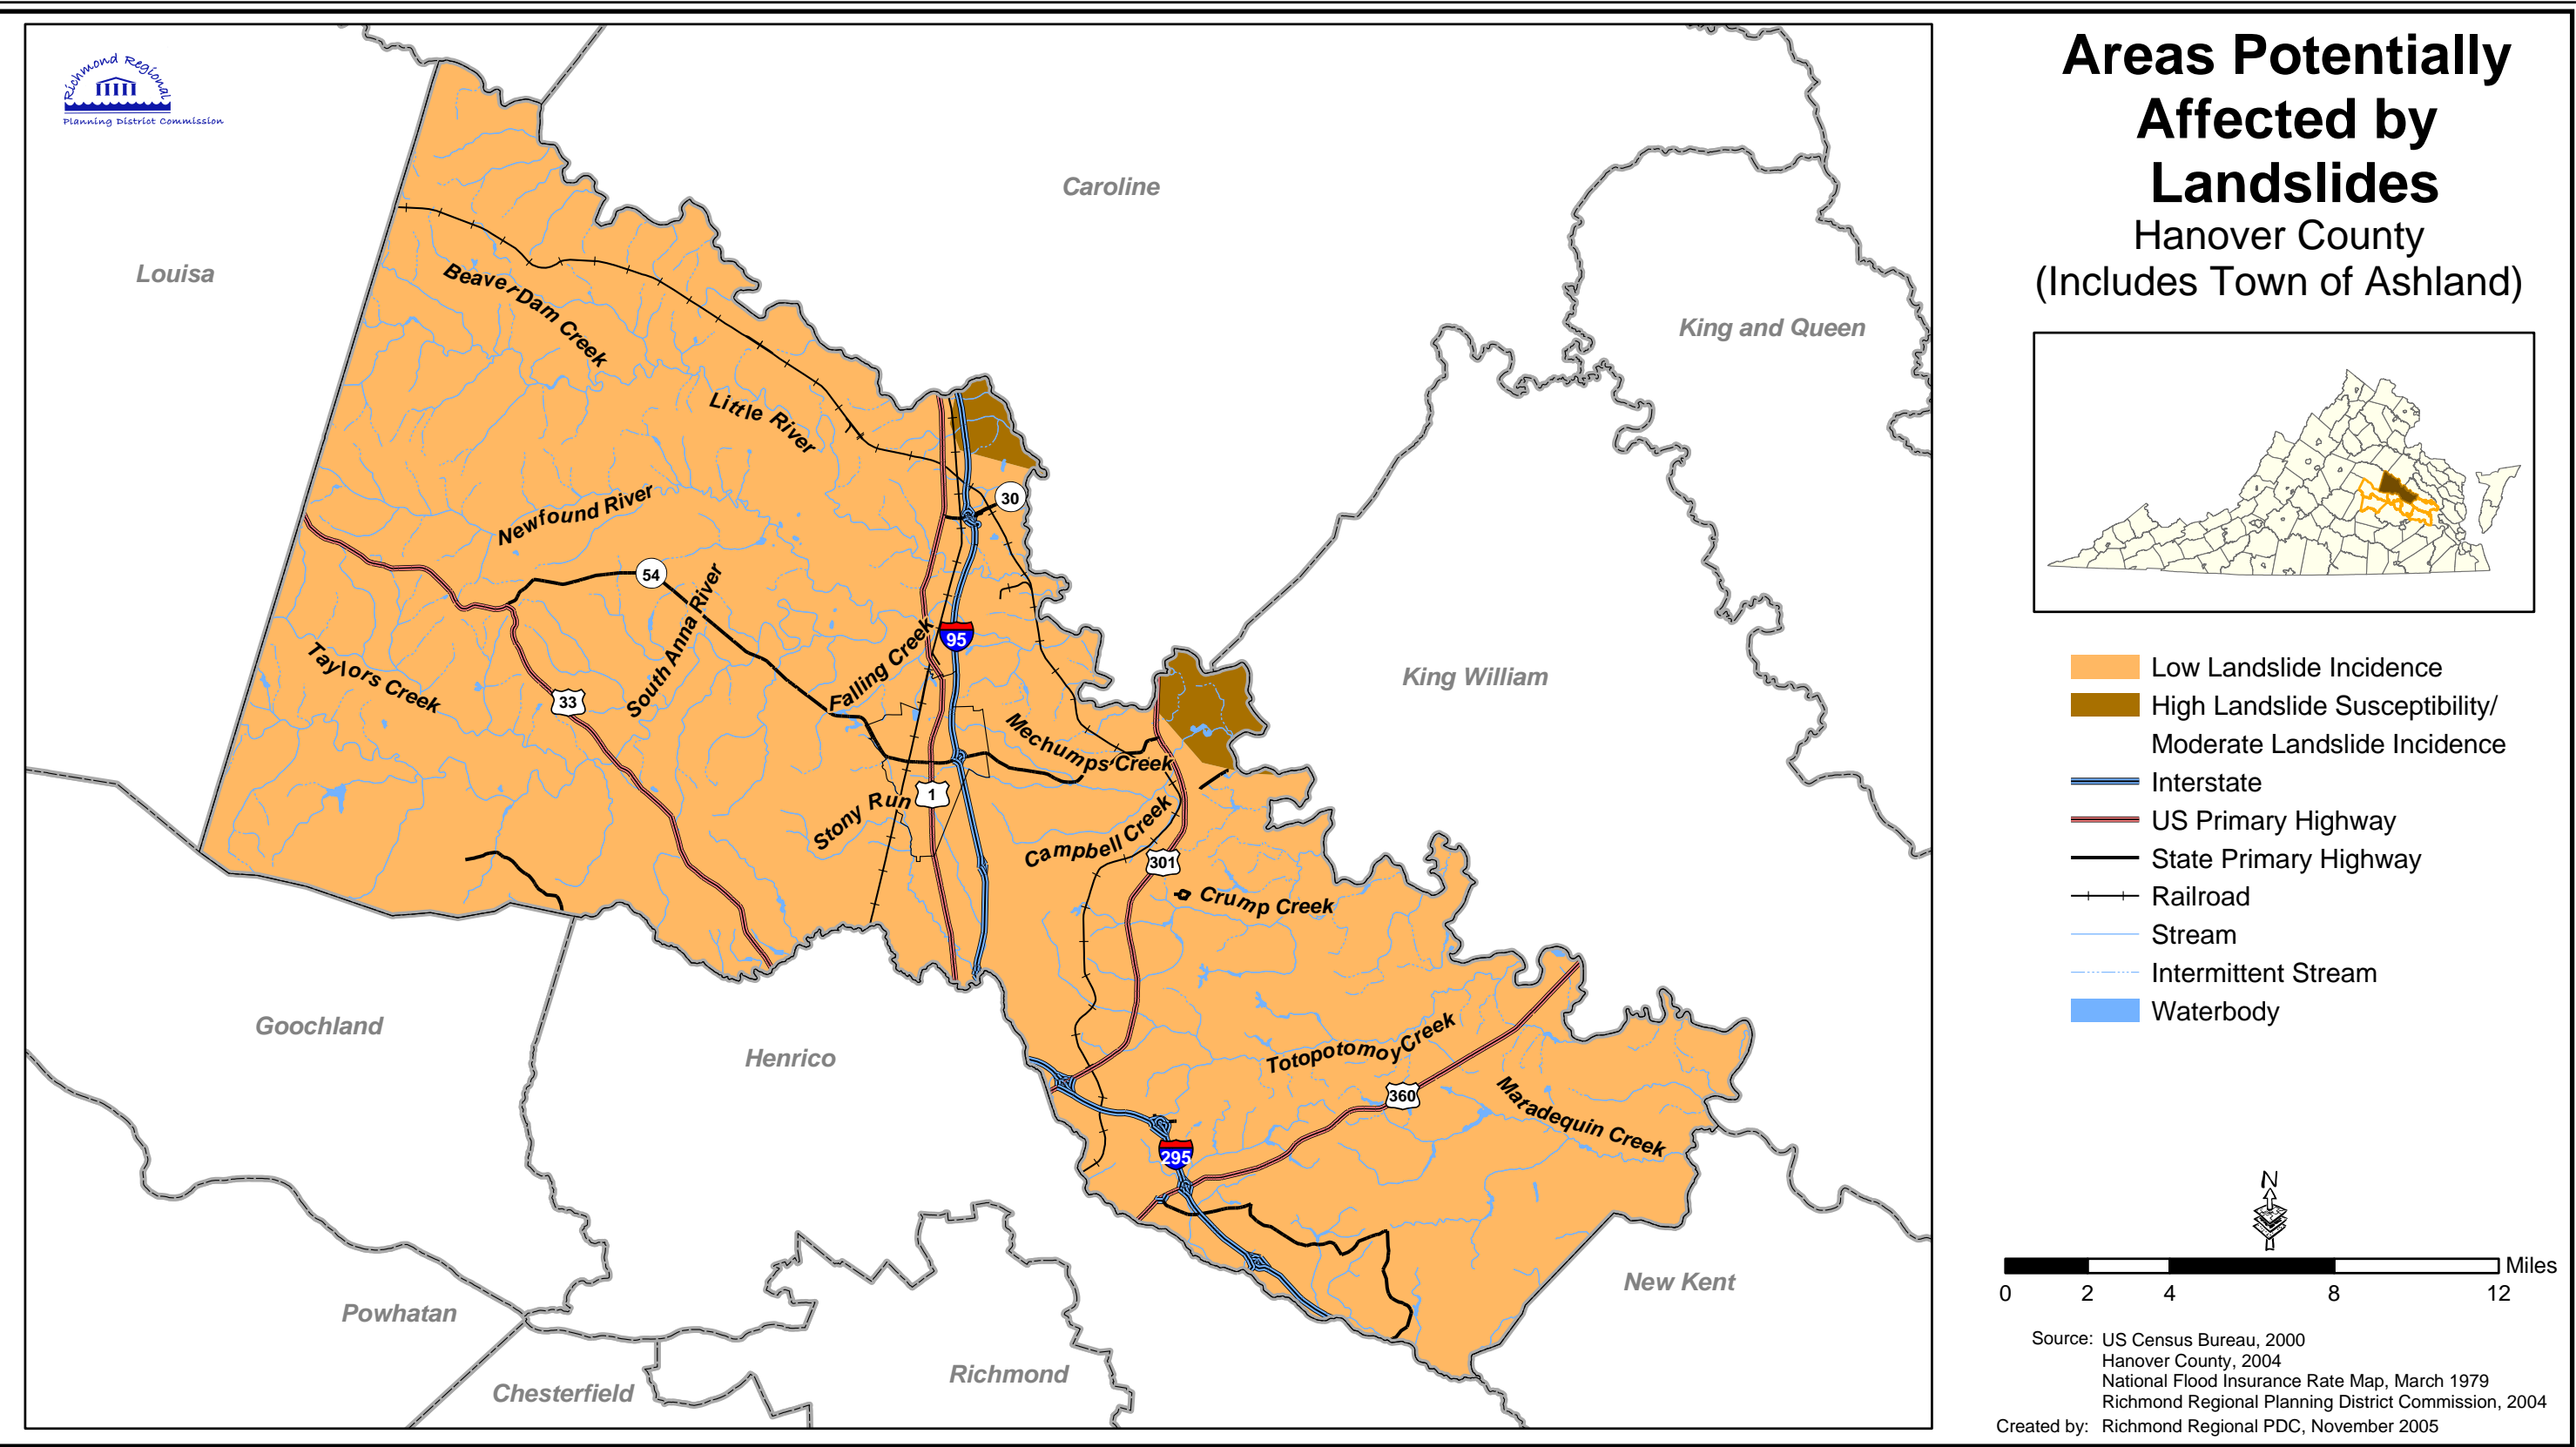 Richmond Regional
Planning District Commission
Areas Potentially
Affected by
Landslides
Hanover County
(Includes Town of Ashland)
Caroline
Louisa
King and Queen
King William
Goochland
Henrico
New Kent
Powhatan
Chesterfield
Richmond
Beaver Dam Creek
Little River
Newfound River
30
54
South Anna River
Taylors Creek
33
Falling Creek
95
Mechumps Creek
Stony Run
1
Campbell Creek
301
Crump Creek
Totopotomoy Creek
360
Matadequin Creek
295
Low Landslide Incidence
High Landslide Susceptibility/
Moderate Landslide Incidence
Interstate
US Primary Highway
State Primary Highway
Railroad
Stream
Intermittent Stream
Waterbody
N
Miles
0 2 4 8 12
Source: US Census Bureau, 2000
Hanover County, 2004
National Flood Insurance Rate Map, March 1979
Richmond Regional Planning District Commission, 2004
Created by: Richmond Regional PDC, November 2005